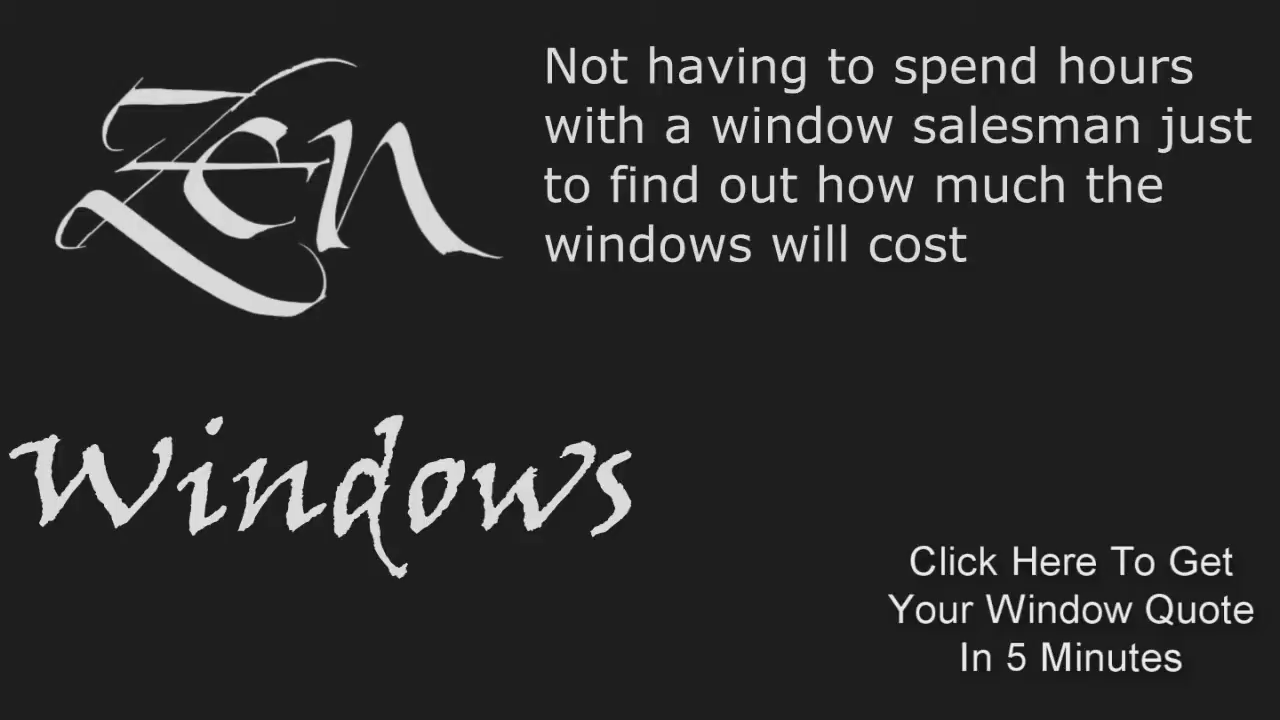 Zen
Not having to spend hours
with a window salesman just
to find out how much the
windows will cost
Windows
Click Here To Get
Your Window Quote
In 5 Minutes